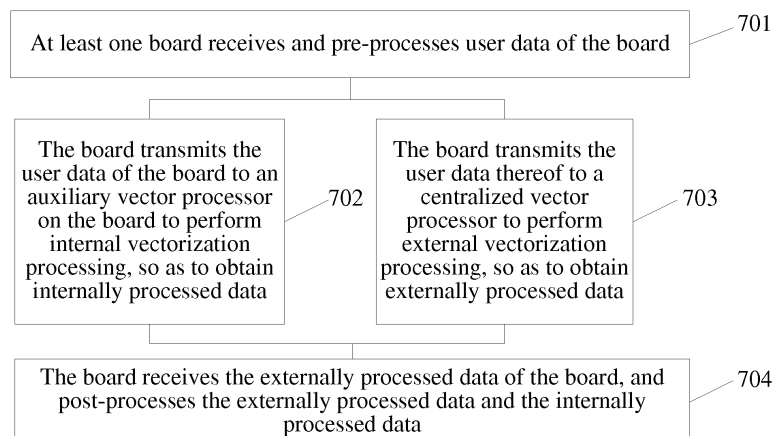 At least one board receives and pre-processes user data of the board
701
The board transmits the
user data of the board to an
auxiliary vector processor
on the board to perform
internal vectorization
processing, so as to obtain
internally processed data
702
The board transmits the
user data thereof to a
centralized vector
processor to perform
external vectorization
processing, so as to obtain
externally processed data
703
The board receives the externally processed data of the board, and
post-processes the externally processed data and the internally
processed data
704